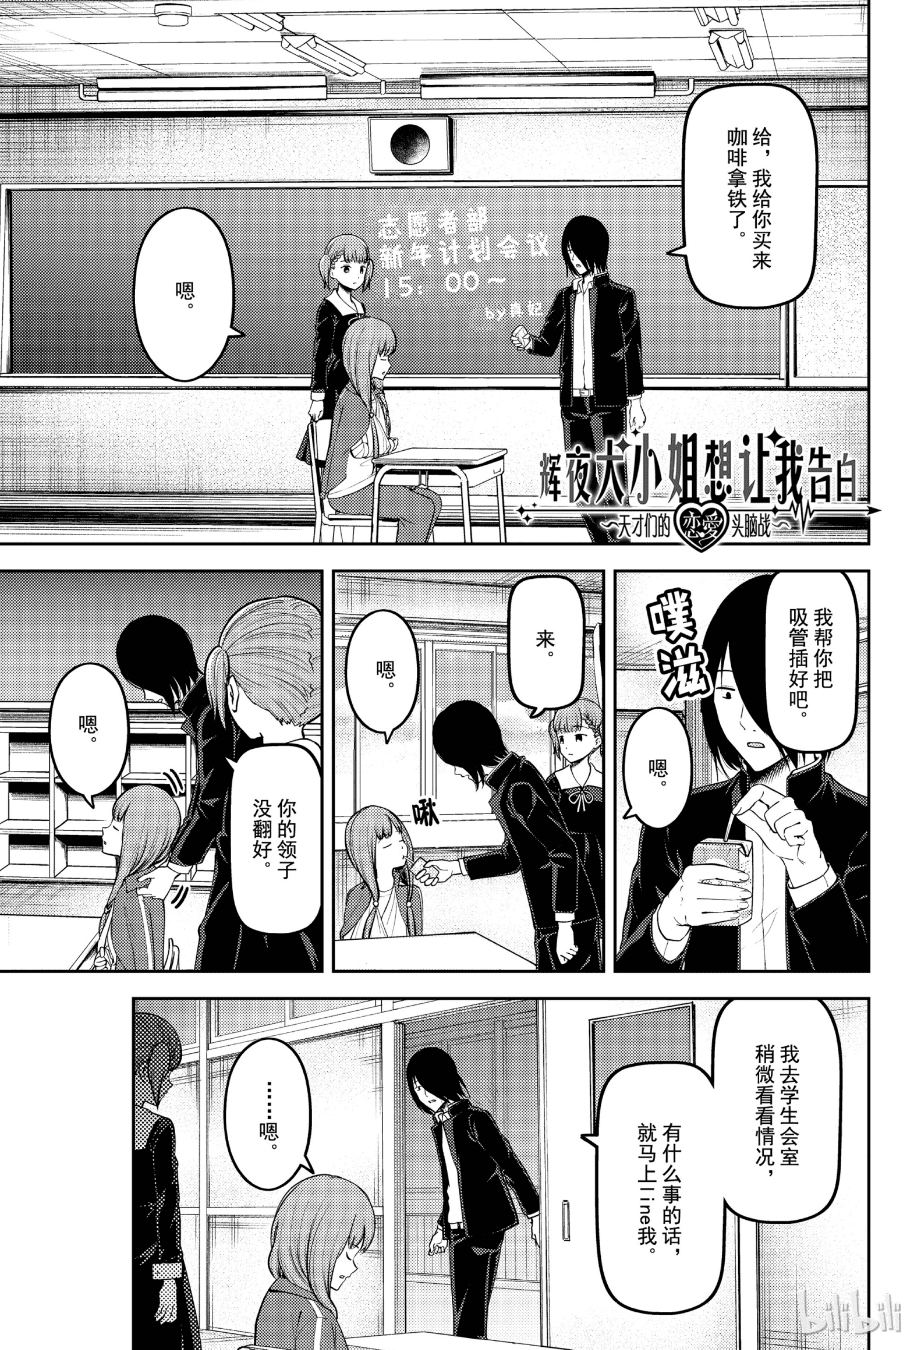 给，我给你买来
咖啡拿铁了。
志愿者部
新年计划会议
15：00～
by真妃
嗯。
辉夜大小姐想让我告白
～天才们的恋爱头脑战～
我帮你把
吸管插好吧。
噗滋
嗯。
来。
嗯。
啾
你的领子
没翻好。
嗯。
我去学生会室
稍微看看情况，
有什么事的话，
就马上line我。
……嗯。
bilibili